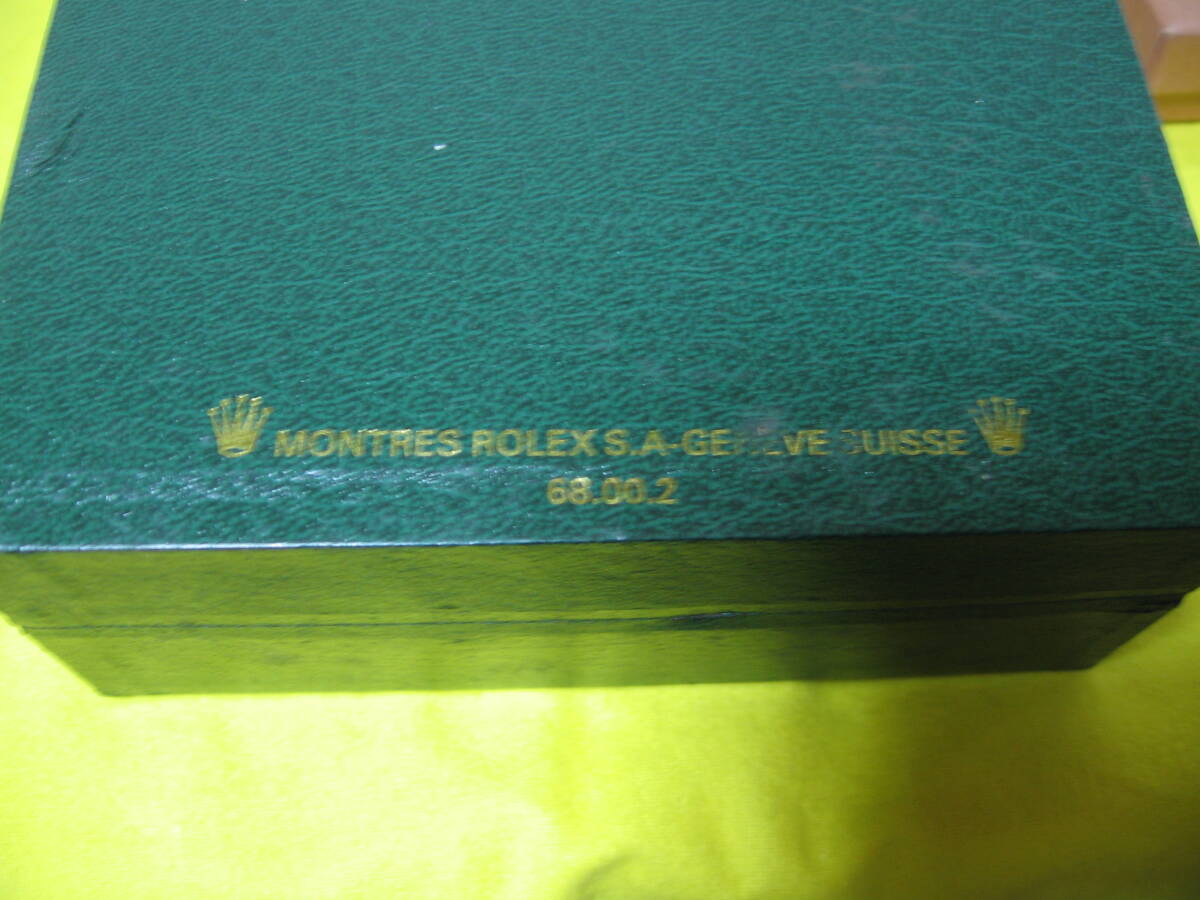 MONTRES ROLEX S.A-GENEVE SUISSE
68.00.2